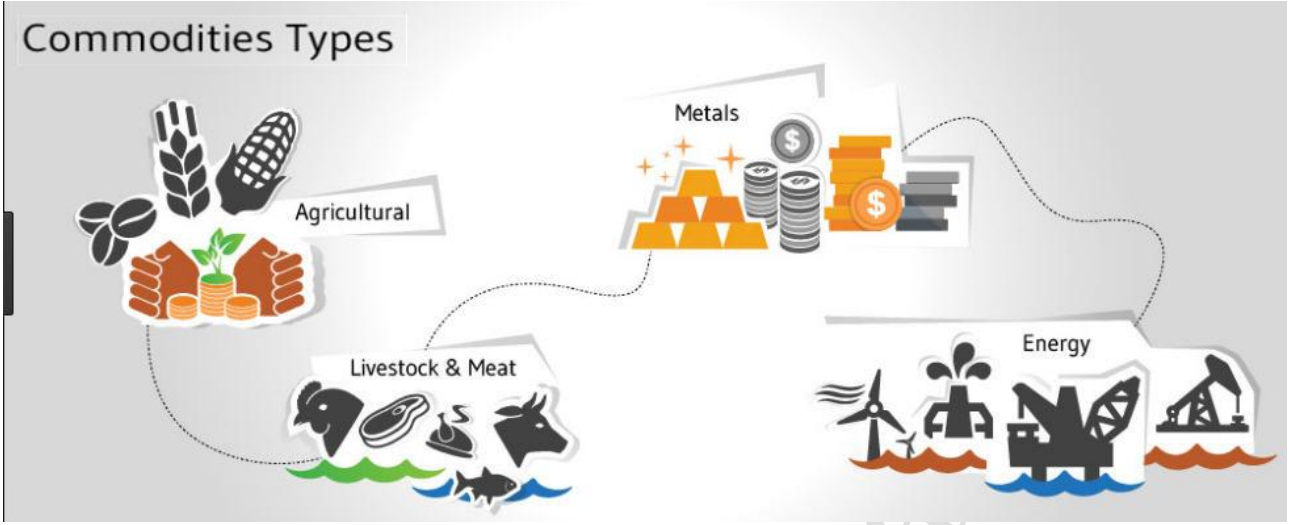 Commodities Types
Agricultural
Livestock & Meat
Metals
$
$
Energy